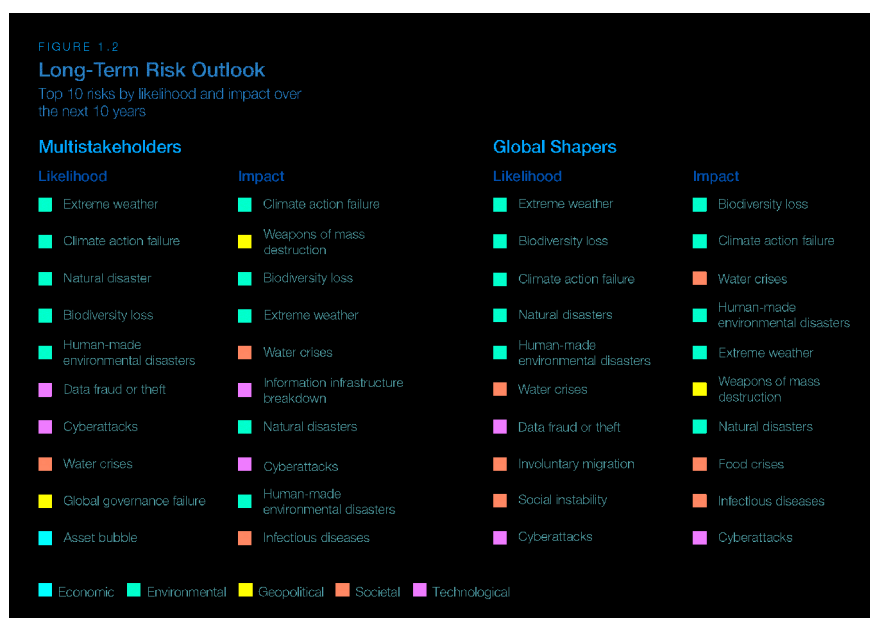 FIGURE 1.2
Long-Term Risk Outlook
Top 10 risks by likelihood and impact over
the next 10 years
Multistakeholders
Likelihood
Extreme weather
Climate action failure
Natural disaster
Biodiversity loss
Human-made
environmental disasters
Data fraud or theft
Cyberattacks
Water crises
Global governance failure
Asset bubble
Impact
Climate action failure
Weapons of mass
destruction
Biodiversity loss
Extreme weather
Water crises
Information infrastructure
breakdown
Natural disasters
Cyberattacks
Human-made
environmental disasters
Infectious diseases
Global Shapers
Likelihood
Extreme weather
Biodiversity loss
Climate action failure
Natural disasters
Human-made
environmental disasters
Water crises
Data fraud or theft
Involuntary migration
Social instability
Cyberattacks
Impact
Biodiversity loss
Climate action failure
Water crises
Human-made
environmental disasters
Extreme weather
Weapons of mass
destruction
Natural disasters
Food crises
Infectious diseases
Cyberattacks
Economic
Environmental
Geopolitical
Societal
Technological